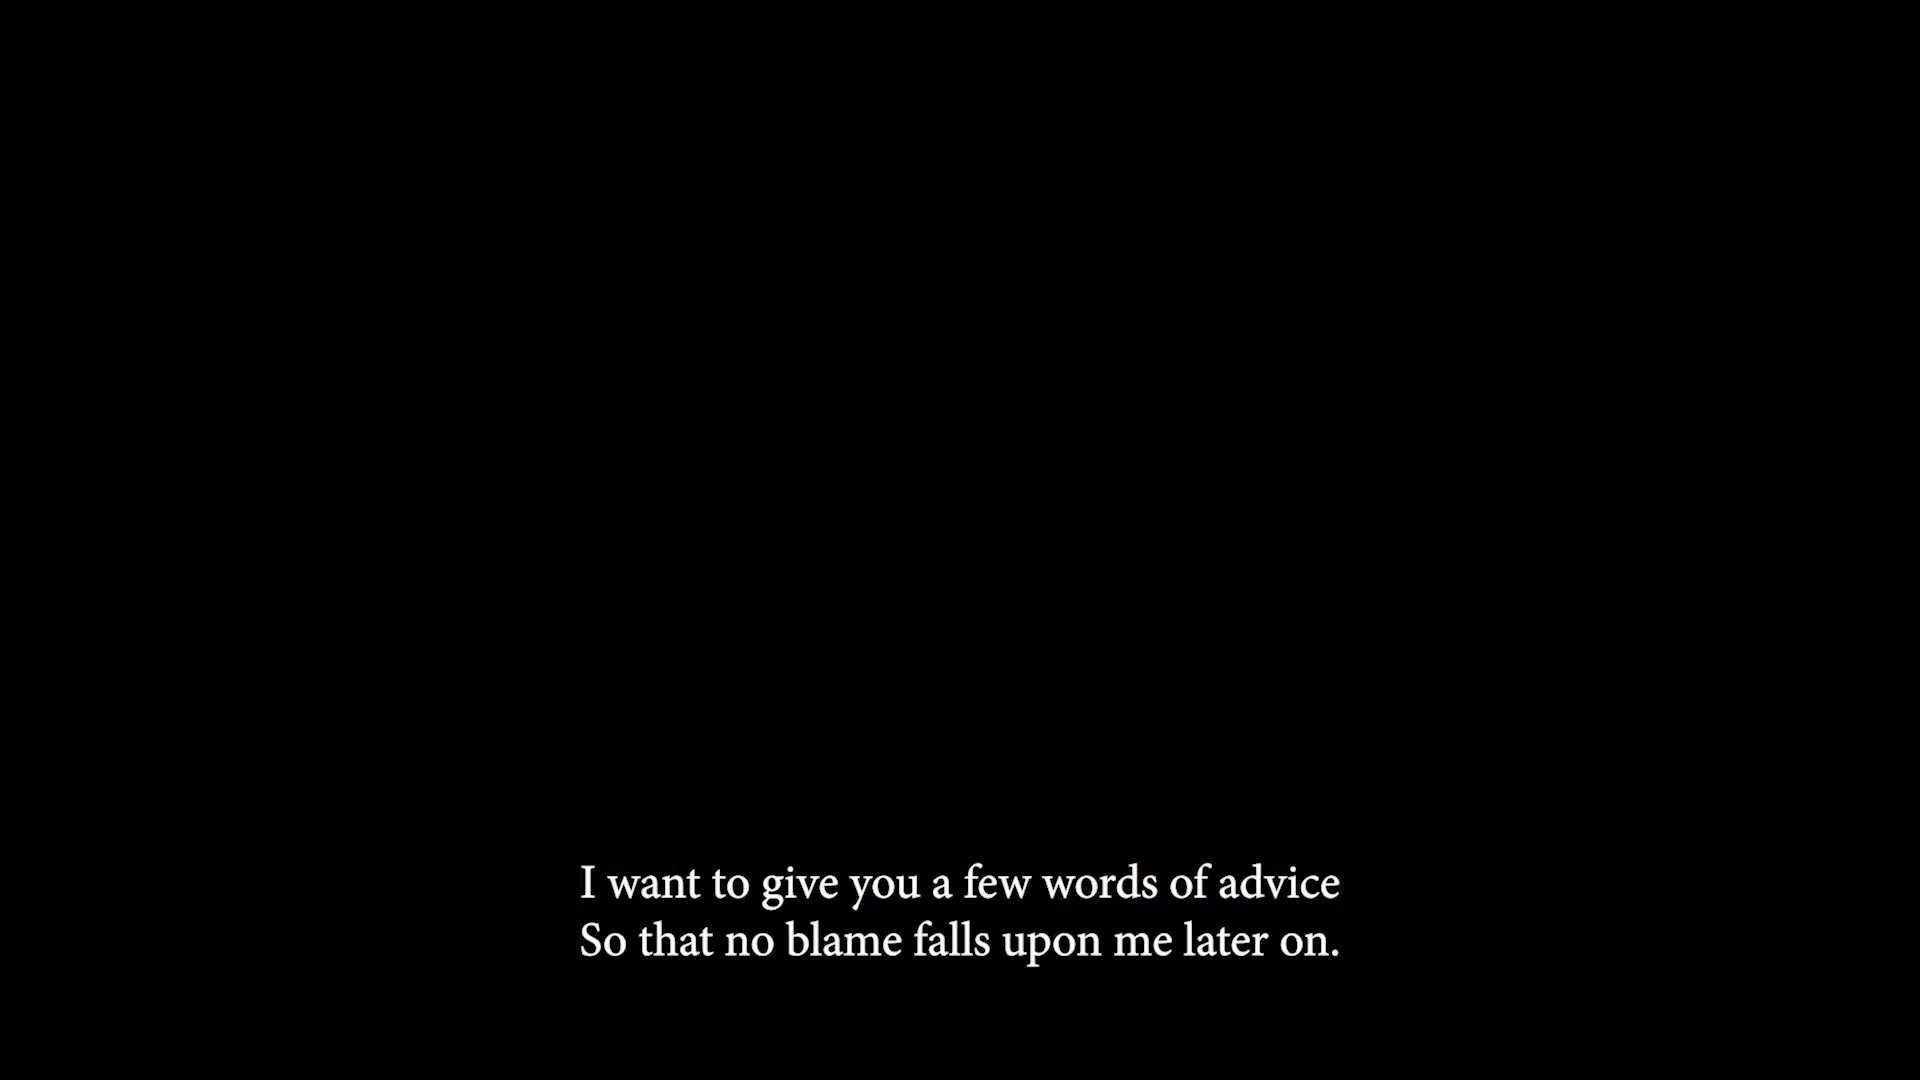 I want to give you a few words of advice
So that no blame falls upon me later on.